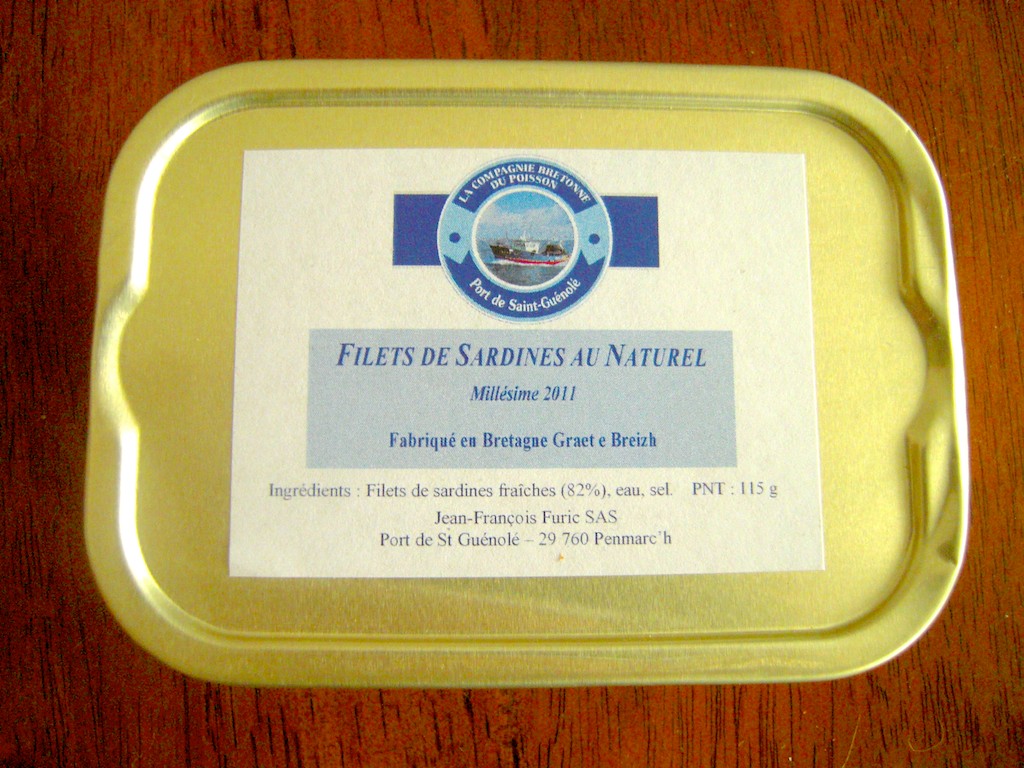 LA COMPAGNIE BRETONNE
DU POISSON
Port de Saint-Guénolé
FILETS DE SARDINES AU NATUREL
Millésime 2011
Fabriqué en Bretagne Graet e Breizh
Ingrédients : Filets de sardines fraîches (82%), eau, sel. PNT : 115 g
Jean-François Furic SAS
Port de St Guénolé – 29 760 Penmarc'h